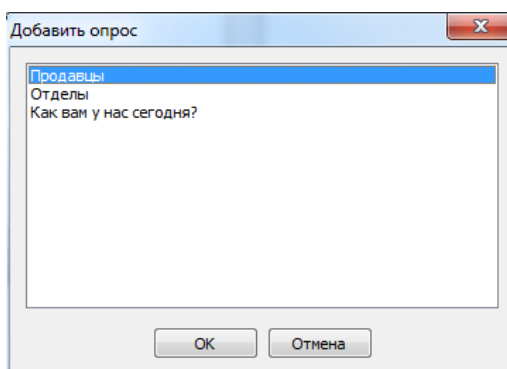 Добавить опрос
Продавцы
Отделы
Как вам у нас сегодня?
OK
Отмена